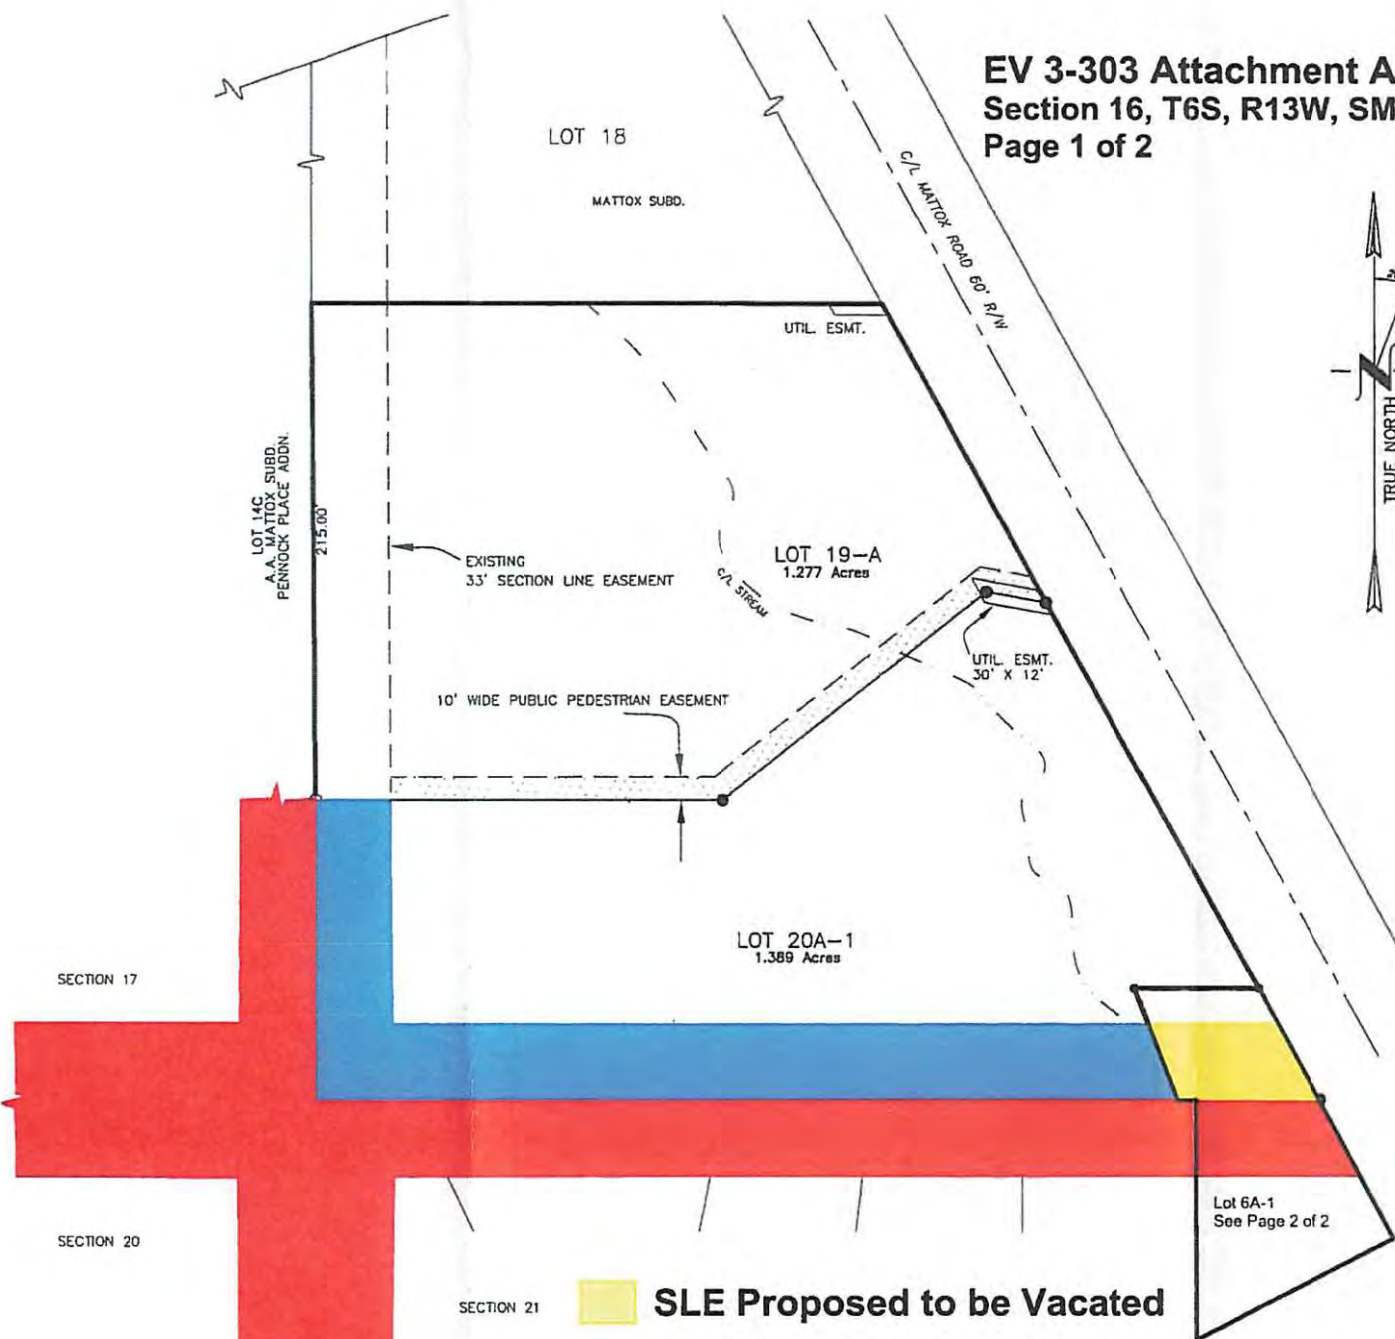 EV 3-303 Attachment A
Section 16, T6S, R13W, SM
Page 1 of 2
LOT 18
MATTOX SUBD.
C/L MATTOX ROAD 60' R/W
UTIL. ESMT.
TRUE NORTH
LOT 14C
A.A. MATTOX SUBD.
PENNOCK PLACE ADDN.
215.00'
EXISTING
33' SECTION LINE EASEMENT
LOT 19-A
1.277 Acres
C/L STREAM
UTIL. ESMT.
30' X 12'
10' WIDE PUBLIC PEDESTRIAN EASEMENT
LOT 20A-1
1.389 Acres
SECTION 17
Lot 6A-1
See Page 2 of 2
SECTION 20
SECTION 21
SLE Proposed to be Vacated